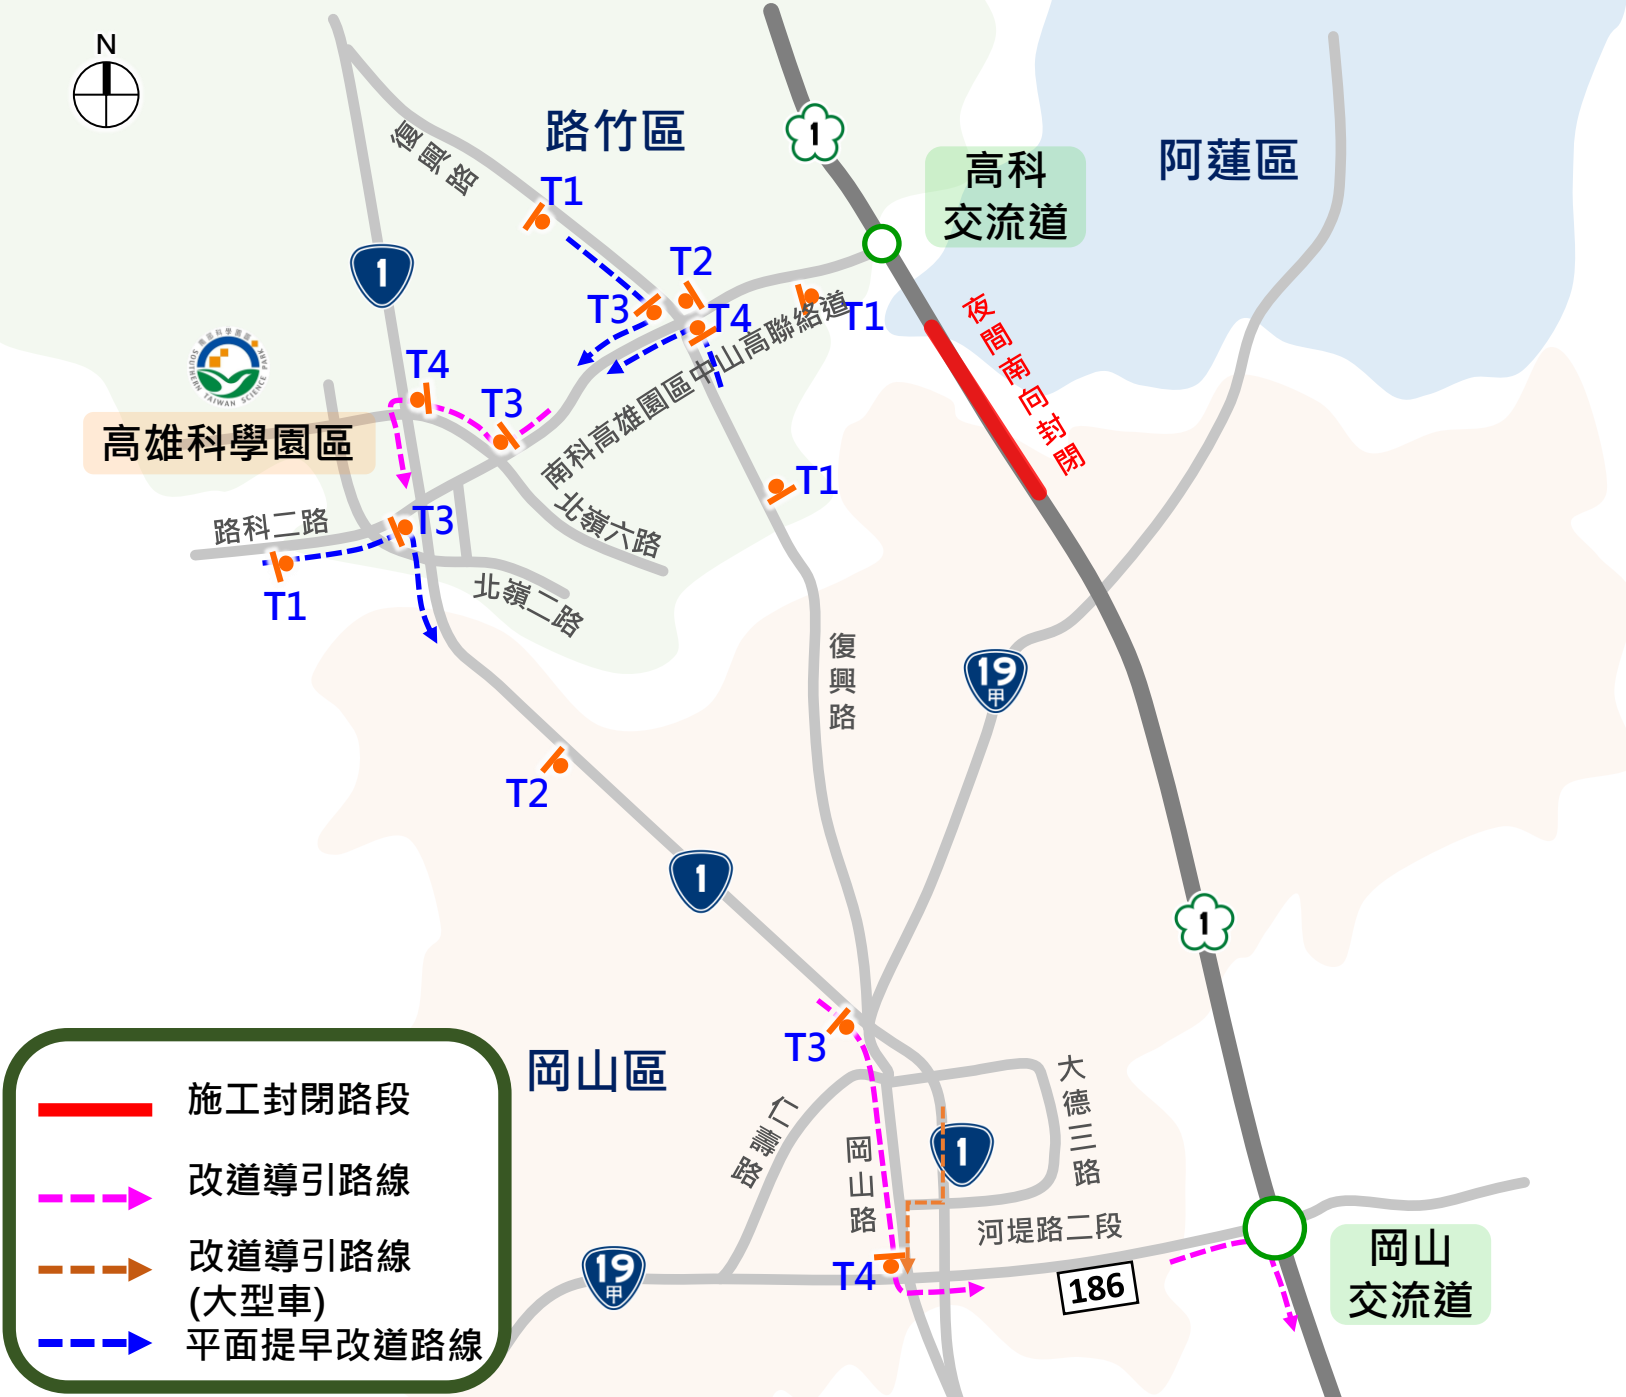 N
復興路
路竹區
1
高科
交流道
阿蓮區
T1
T2
T3
T4
T1
1
夜間南向封閉
南科高雄園區中山高聯絡道
T4
T3
高雄科學園區
T1
路科二路
T3
北嶺六路
T1
北嶺二路
復興路
19
甲
T2
1
1
T3
岡山區
大德三路
仁壽路
岡山路
1
河堤路二段
T4
19
甲
186
岡山
交流道
施工封閉路段
改道導引路線
改道導引路線
(大型車)
平面提早改道路線